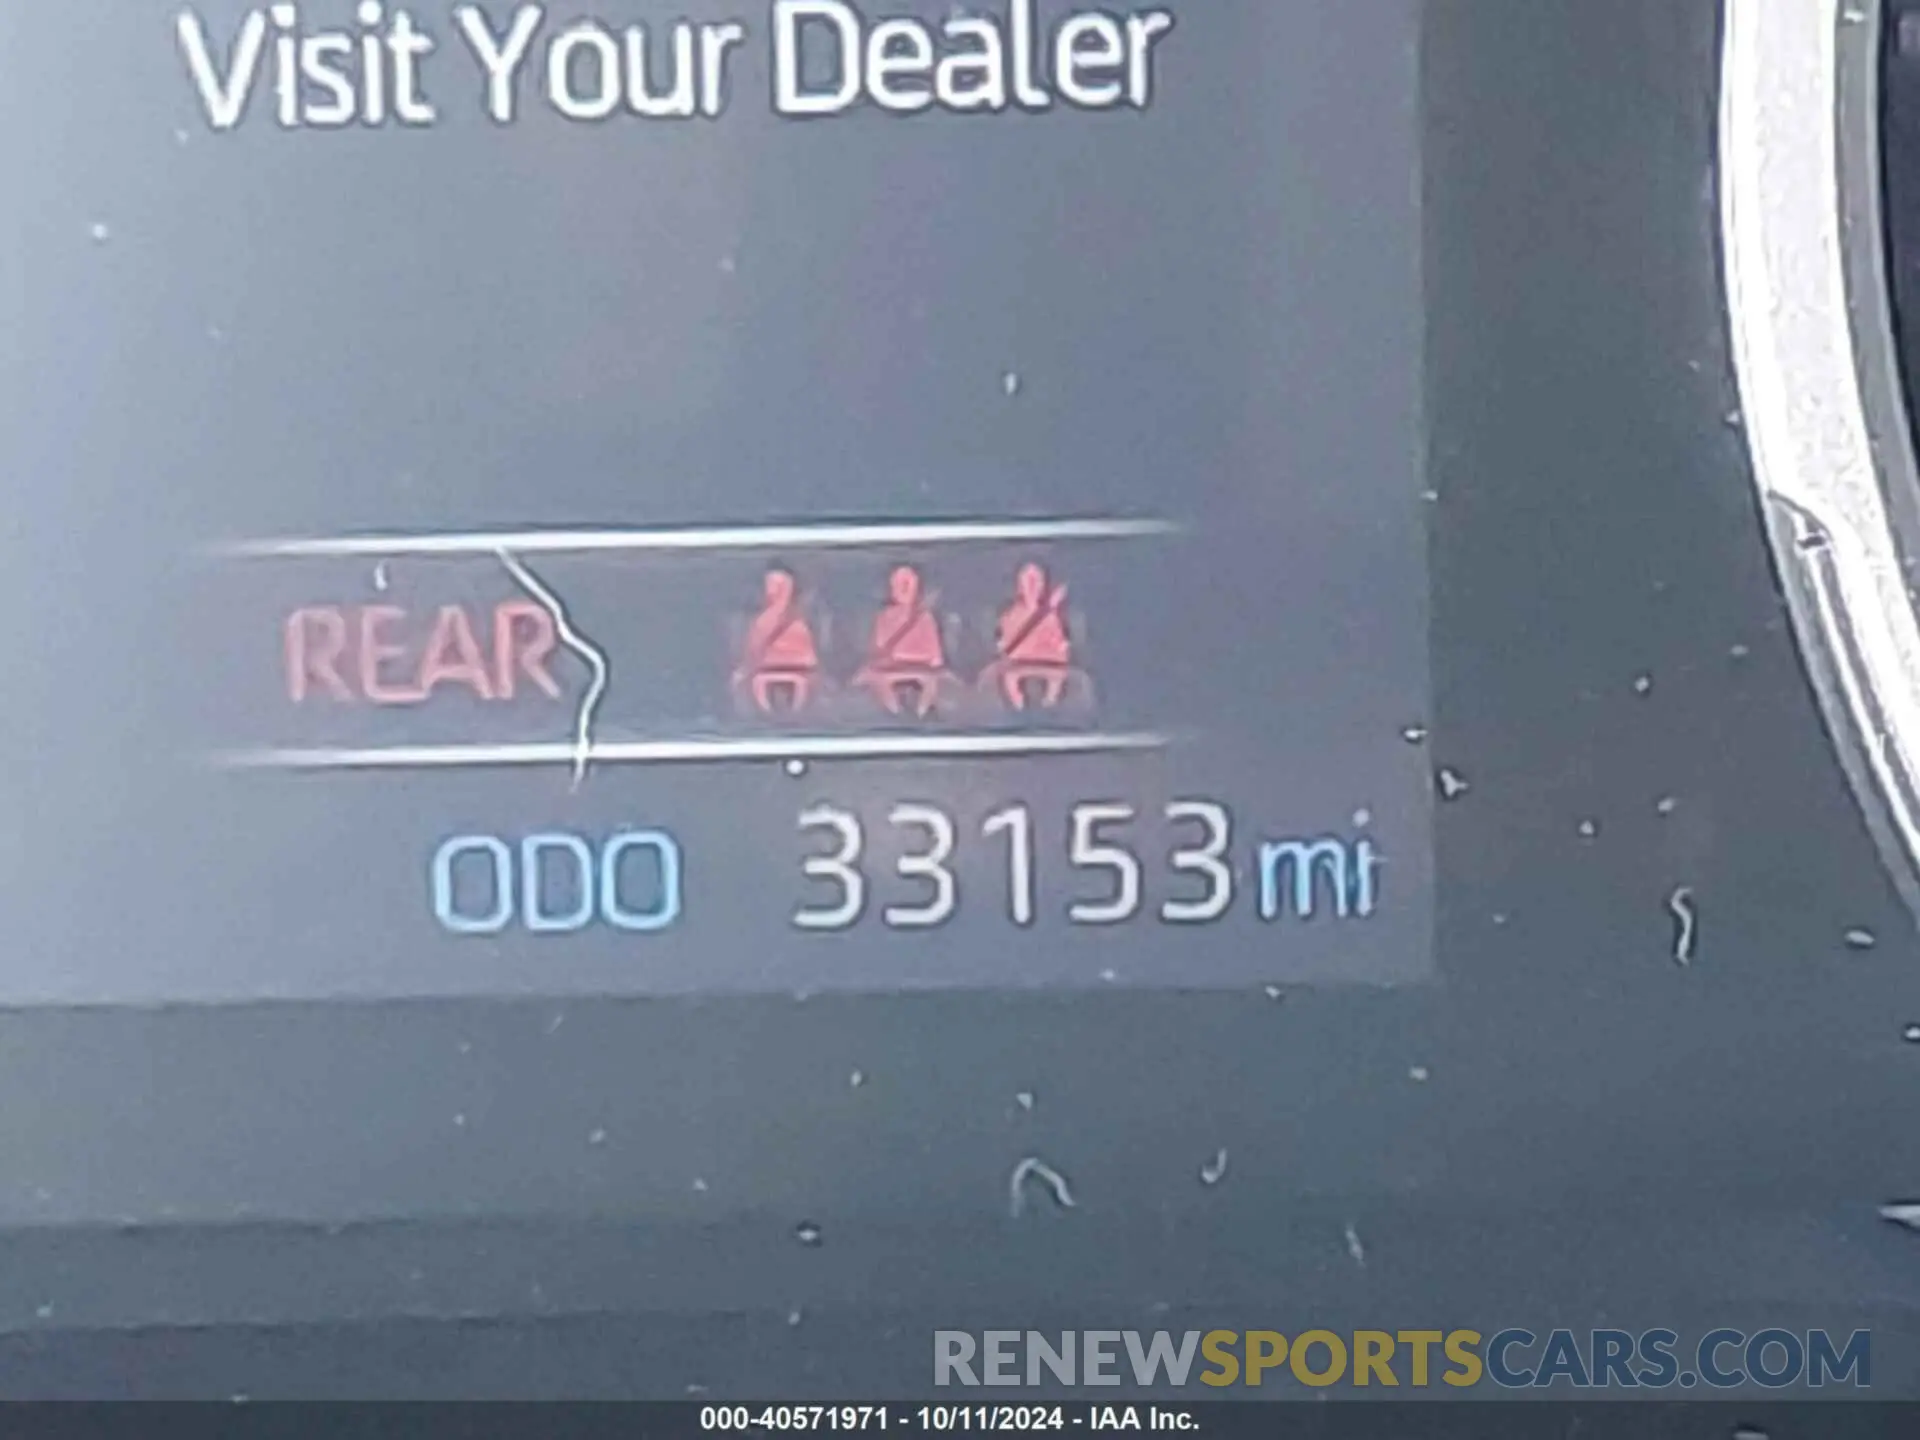 Visit Your Dealer
REAR
ODO 33153 mi
RENEWSPORTSCARS.COM
000-40571971 - 10/11/2024 - IAA Inc.